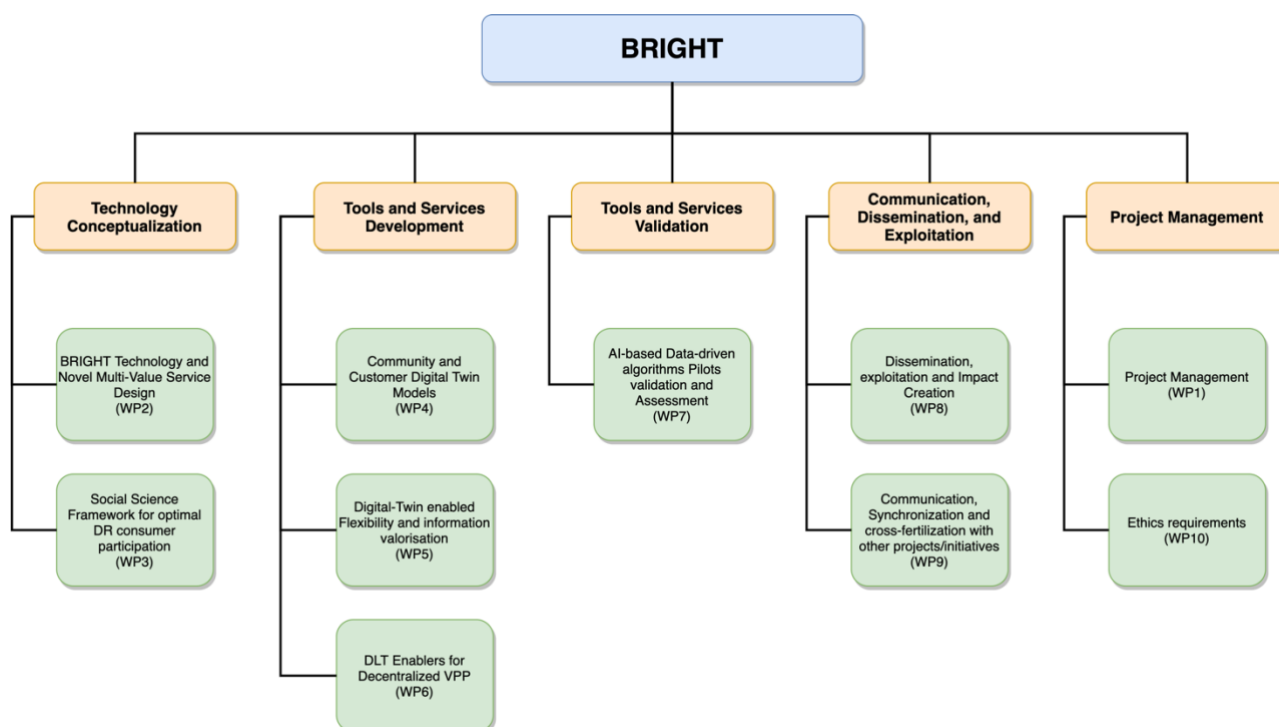 BRIGHT
Technology
Conceptualization
Tools and Services
Development
Tools and Services
Validation
Communication,
Dissemination, and
Exploitation
Project Management
BRIGHT Technology and
Novel Multi-Value Service
Design
(WP2)
Community and
Customer Digital Twin
Models
(WP4)
AI-based Data-driven
algorithms Pilots
validation and
Assessment
(WP7)
Dissemination,
exploitation and Impact
Creation
(WP8)
Project Management
(WP1)
Social Science
Framework for optimal
DR consumer
participation
(WP3)
Digital-Twin enabled
Flexibility and information
valorisation
(WP5)
Communication,
Synchronization and
cross-fertilization with
other projects/initiatives
(WP9)
Ethics requirements
(WP10)
DLT Enablers for
Decentralized VPP
(WP6)